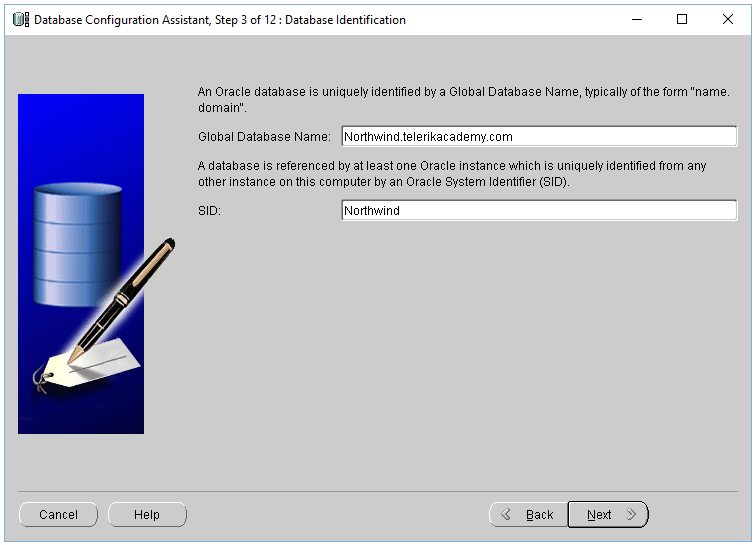 Database Configuration Assistant, Step 3 of 12 : Database Identification
An Oracle database is uniquely identified by a Global Database Name, typically of the form "name.
domain".
Global Database Name: Northwind.telerikacademy.com
A database is referenced by at least one Oracle instance which is uniquely identified from any
other instance on this computer by an Oracle System Identifier (SID).
SID: Northwind
Cancel Help Back Next